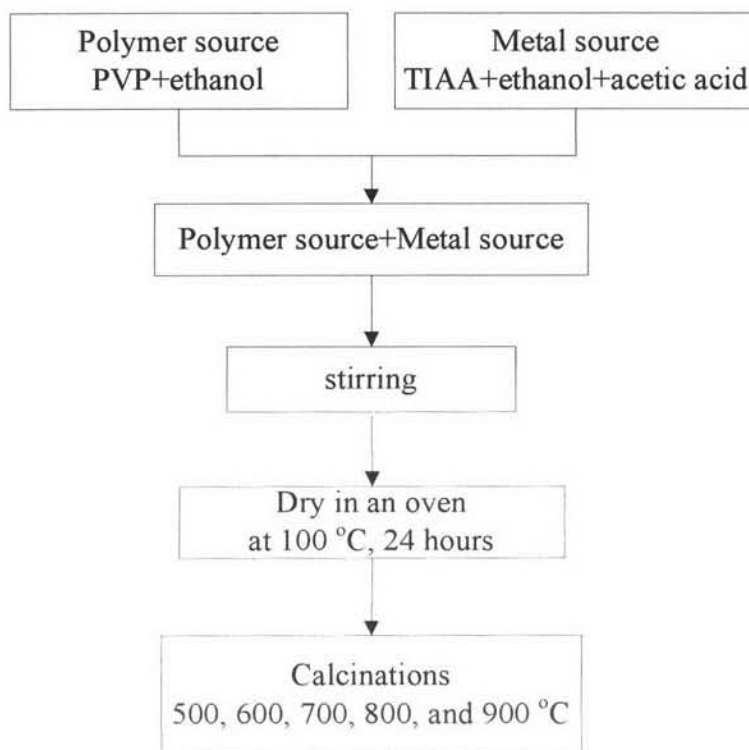 Polymer source
PVP+ethanol
Metal source
TIAA+ethanol+acetic acid
Polymer source+Metal source
stirring
Dry in an oven
at 100 °C, 24 hours
Calcinations
500, 600, 700, 800, and 900 °C